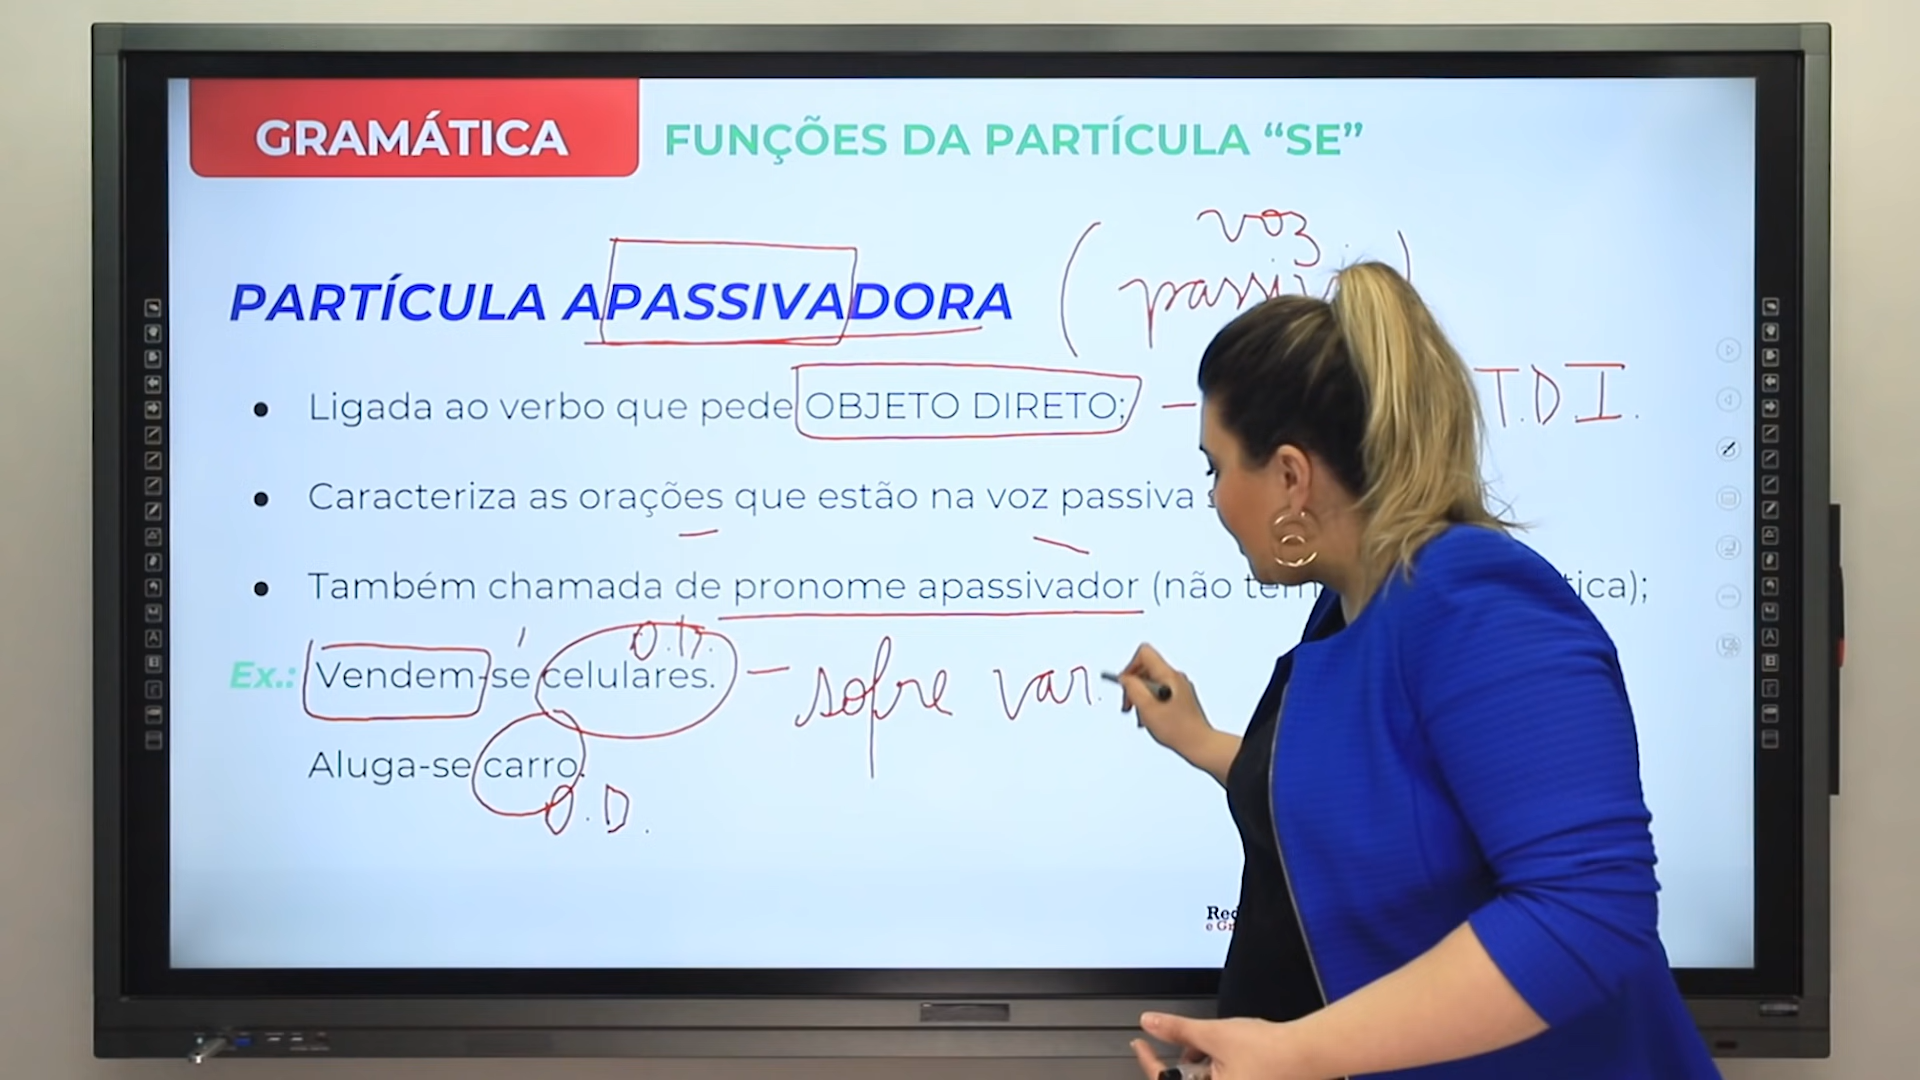 GRAMÁTICA FUNÇÕES DA PARTÍCULA “SE”
voz
PARTÍCULA APASSIVADORA (passiva)
• Ligada ao verbo que pede OBJETO DIRETO; – T.D.I.
• Caracteriza as orações que estão na voz passiva
• Também chamada de pronome apassivador (não tem
O.D.
Ex.: Vendem-se celulares. – sofre var.
Aluga-se carro.
O.D.